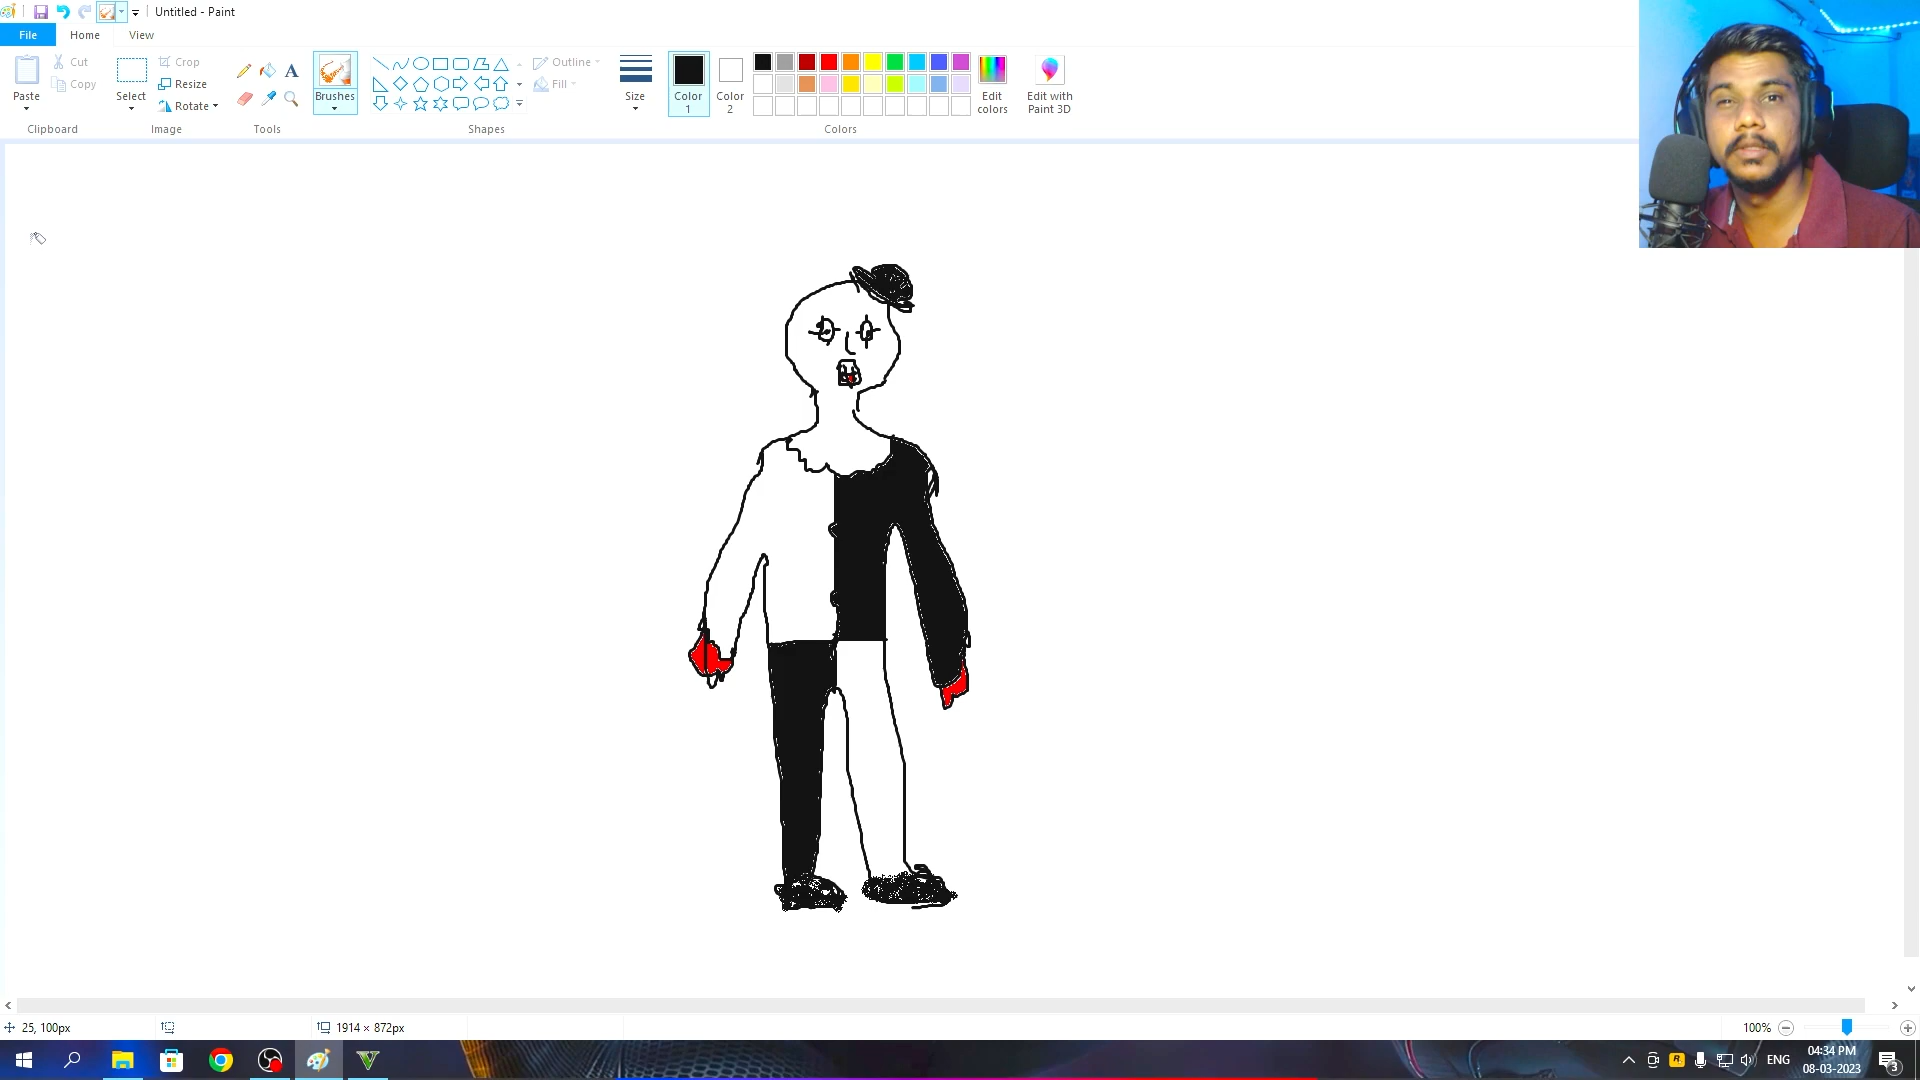 Untitled - Paint
File
Home
View
Paste
Cut
Copy
Clipboard
Select
Crop
Resize
Rotate
Image
A
Tools
Brushes
Outline
Fill
Shapes
Size
Color
1
Color
2
Colors
Edit
colors
Edit with
Paint 3D
25, 100px
1914 × 872px
100%
ENG
04:34 PM
08-03-2023
3